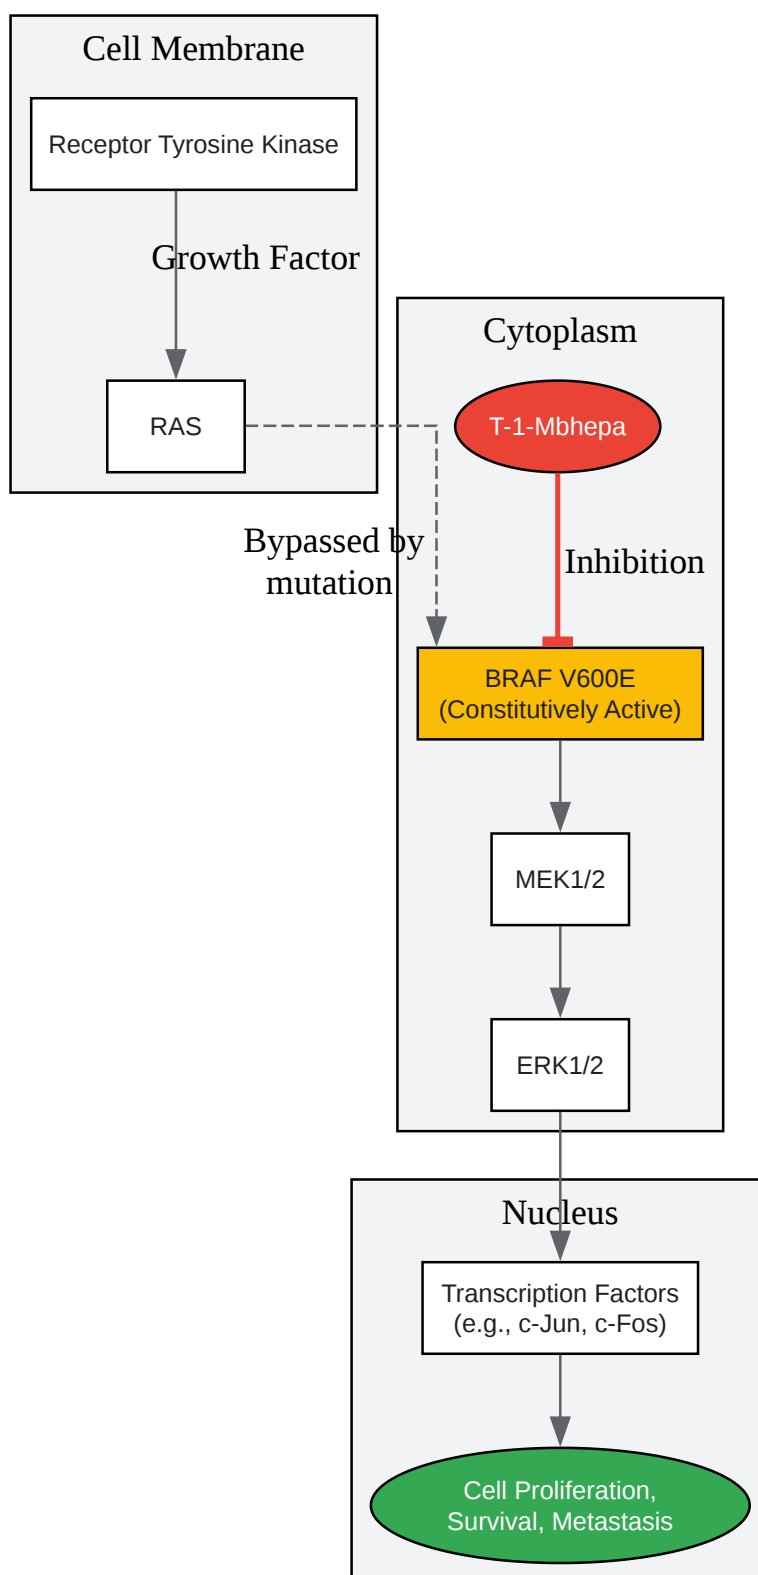 Cell Membrane
Receptor Tyrosine Kinase
Growth Factor
RAS
Cytoplasm
T-1-Mbhepa
Bypassed by
mutation
Inhibition
BRAF V600E
(Constitutively Active)
MEK1/2
ERK1/2
Nucleus
Transcription Factors
(e.g., c-Jun, c-Fos)
Cell Proliferation,
Survival, Metastasis